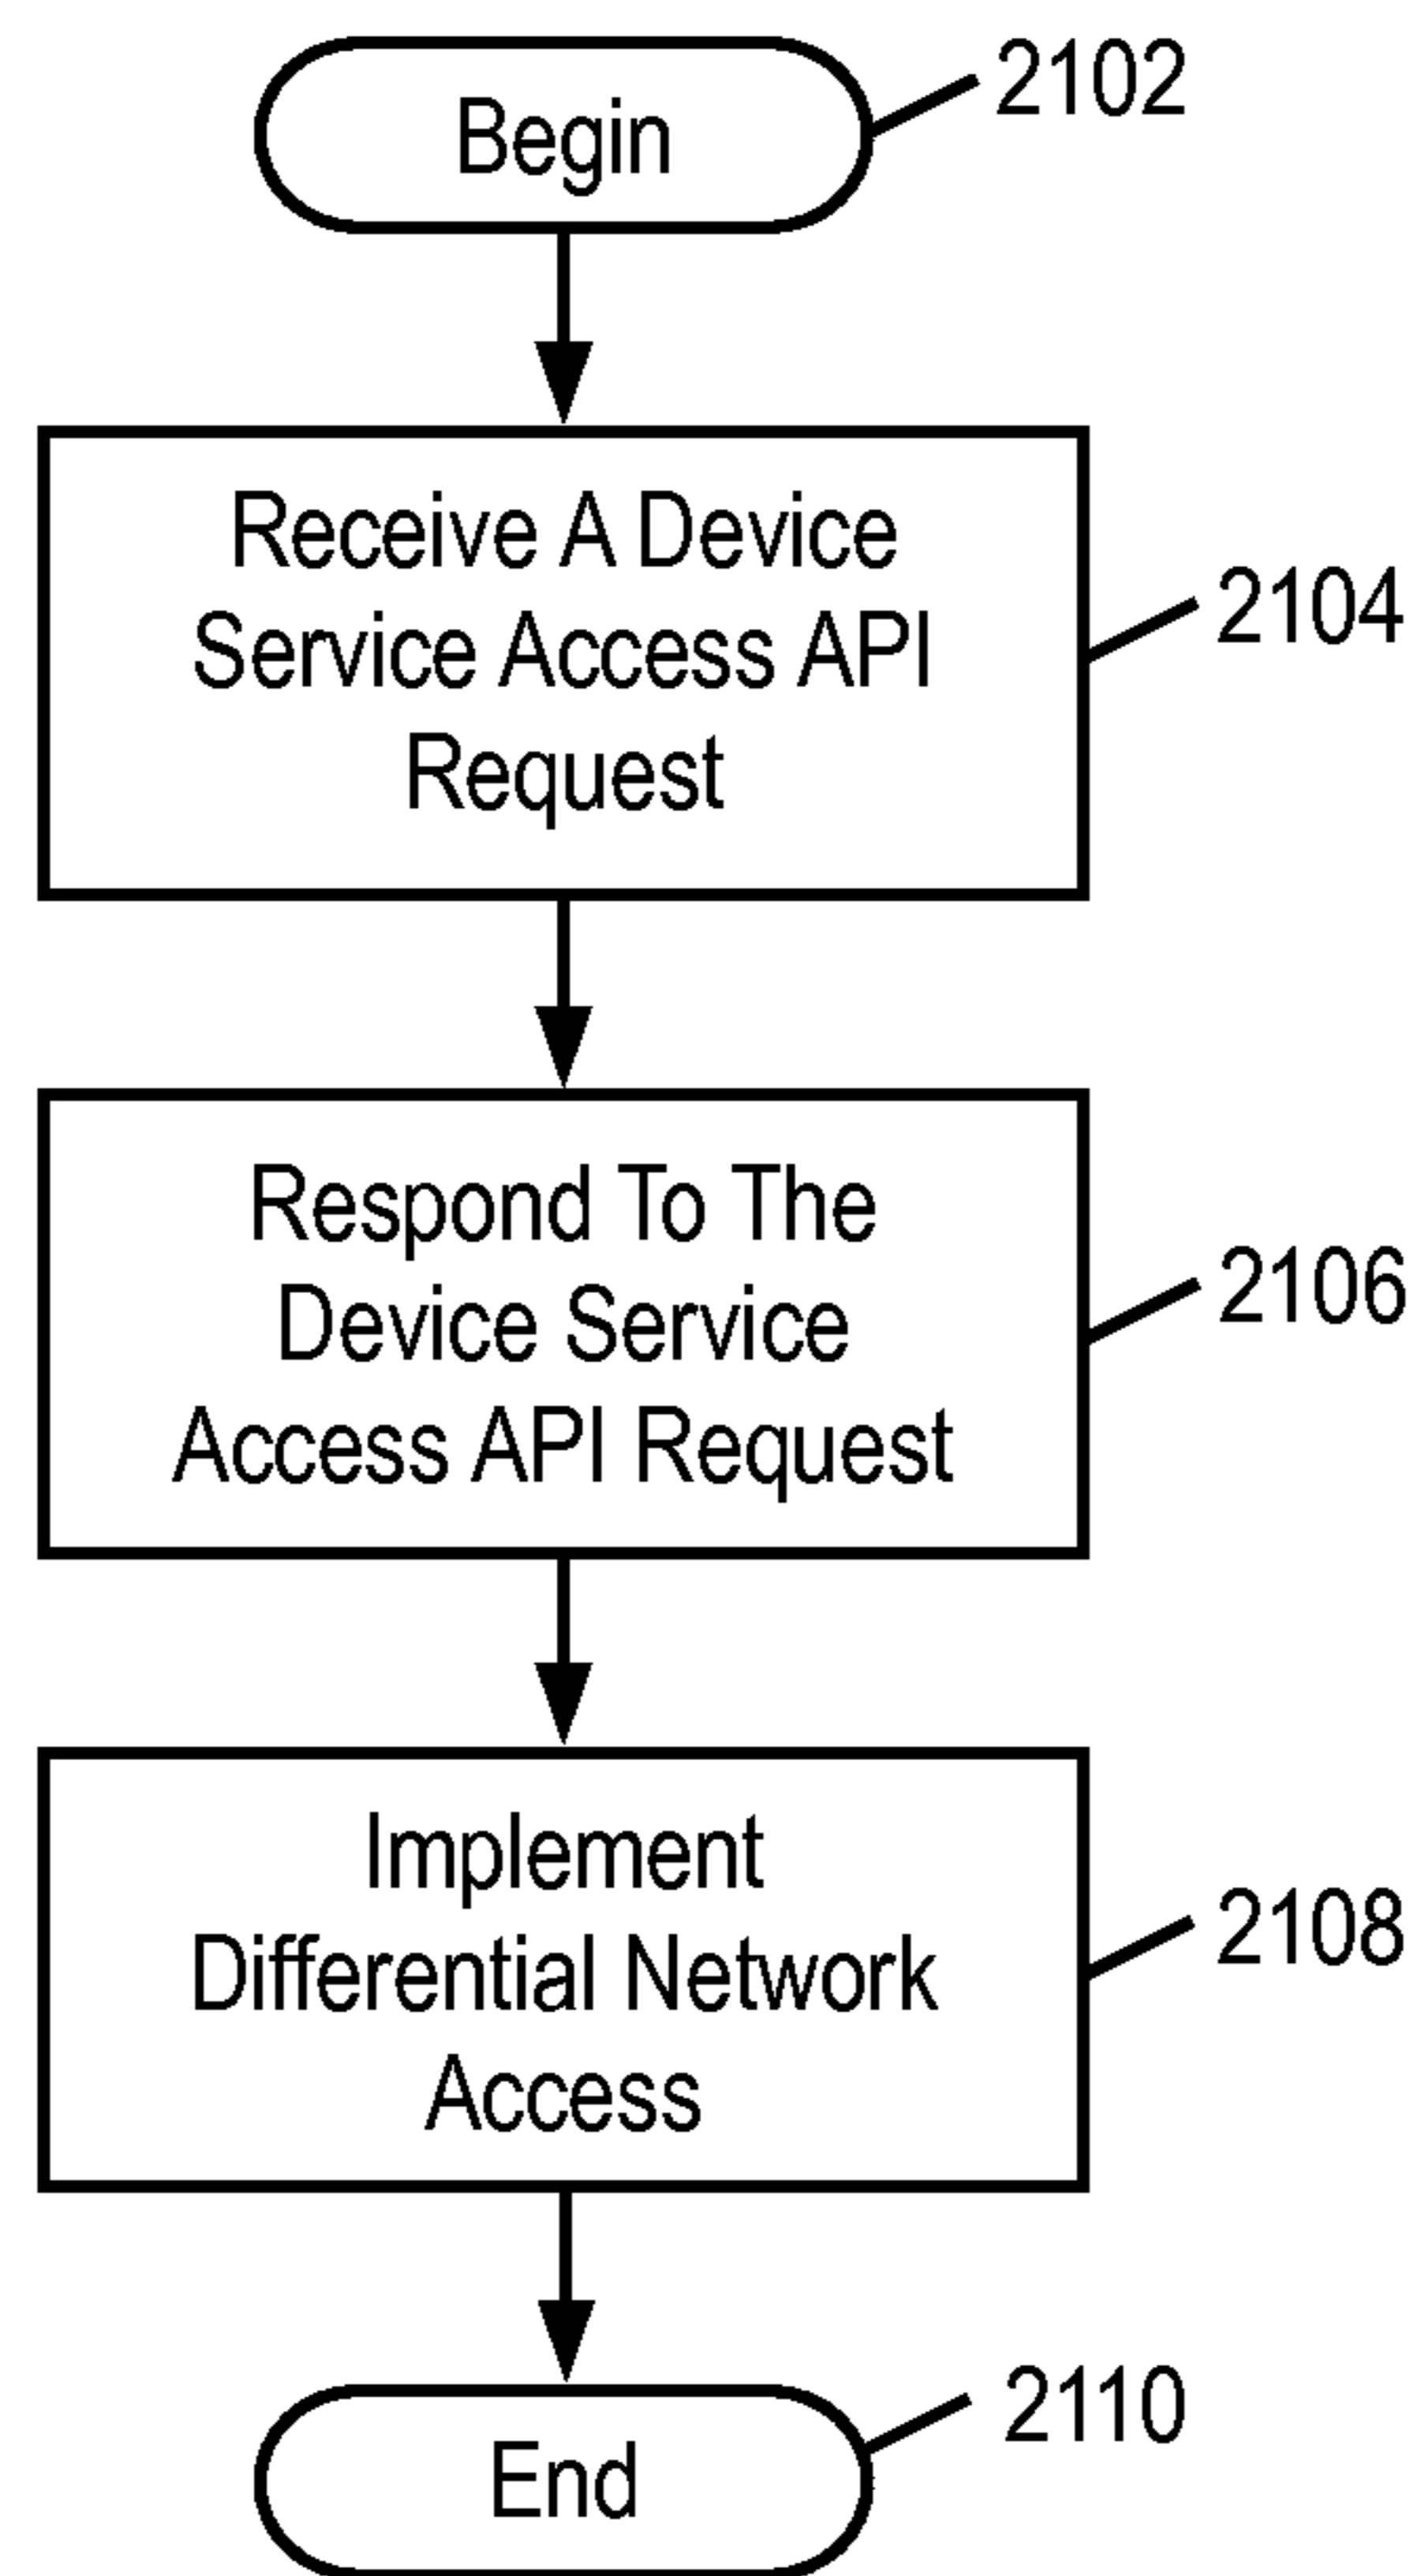 Begin
2102
Receive A Device
Service Access API
Request
2104
Respond To The
Device Service
Access API Request
2106
Implement
Differential Network
Access
2108
End
2110